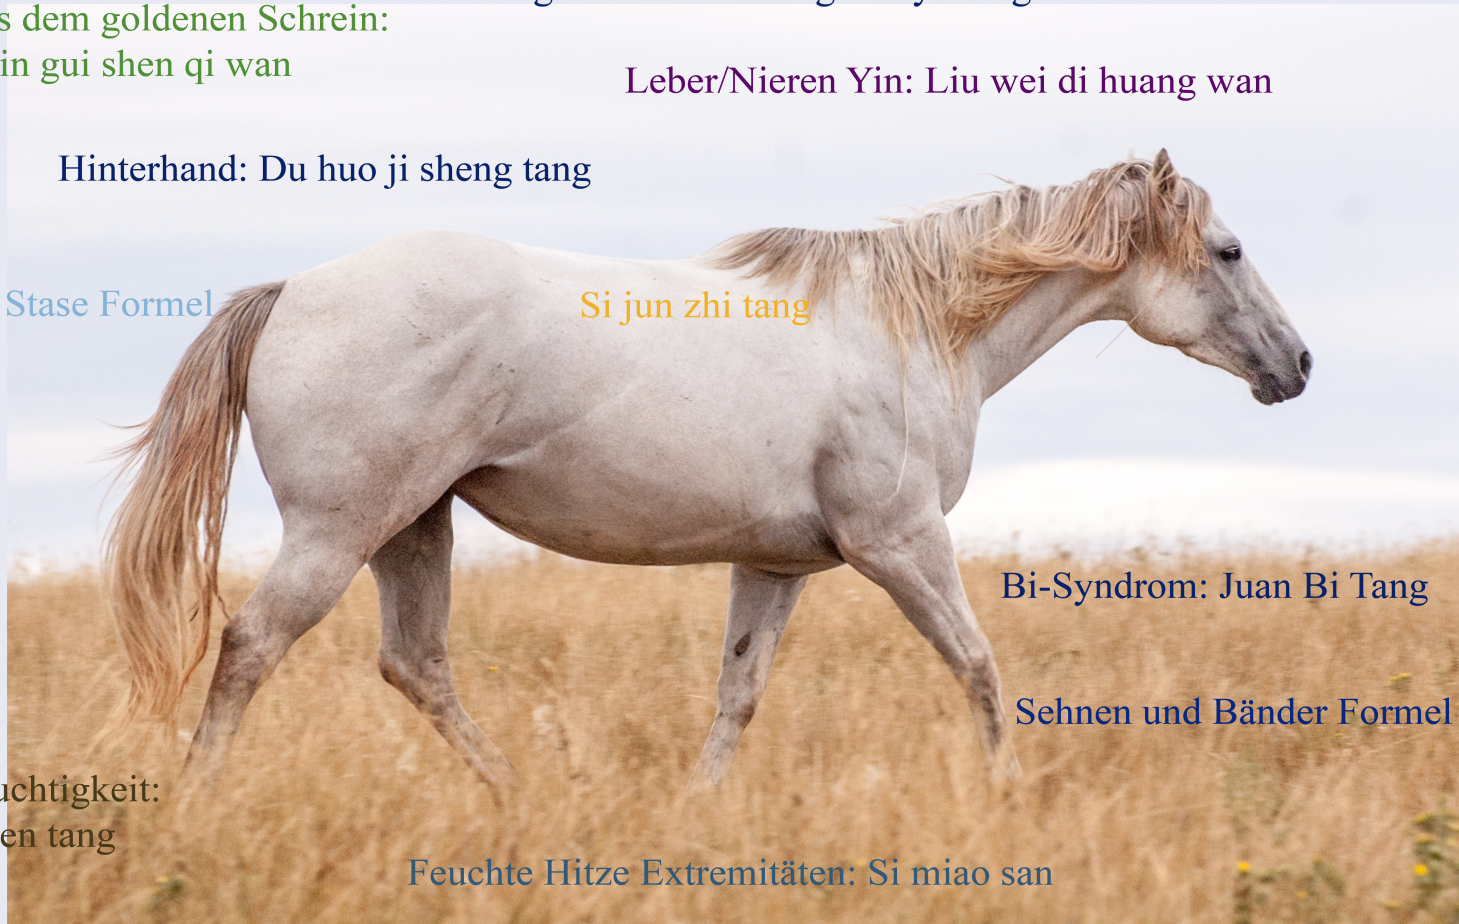 s dem goldenen Schrein:
in gui shen qi wan
Leber/Nieren Yin: Liu wei di huang wan
Hinterhand: Du huo ji sheng tang
Stase Formel
Si jun zhi tang
Bi-Syndrom: Juan Bi Tang
Sehnen und Bänder Formel
uchtigkeit:
en tang
Feuchte Hitze Extremitäten: Si miao san